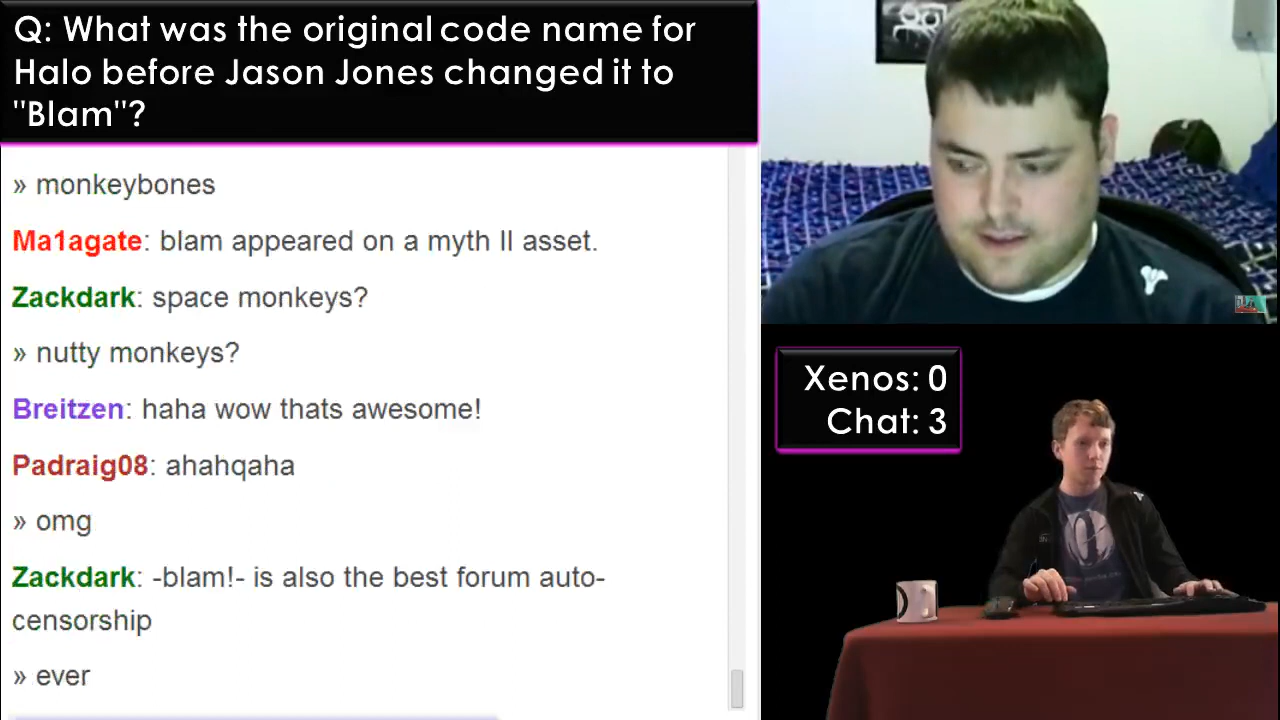 Q: What was the original code name for
Halo before Jason Jones changed it to
"Blam"?
» monkeybones
Ma1agate: blam appeared on a myth II asset.
Zackdark: space monkeys?
» nutty monkeys?
Breitzen: haha wow thats awesome!
Padraig08: ahahqaha
» omg
Zackdark: -blam!- is also the best forum auto-
censorship
» ever
Xenos: 0
Chat: 3